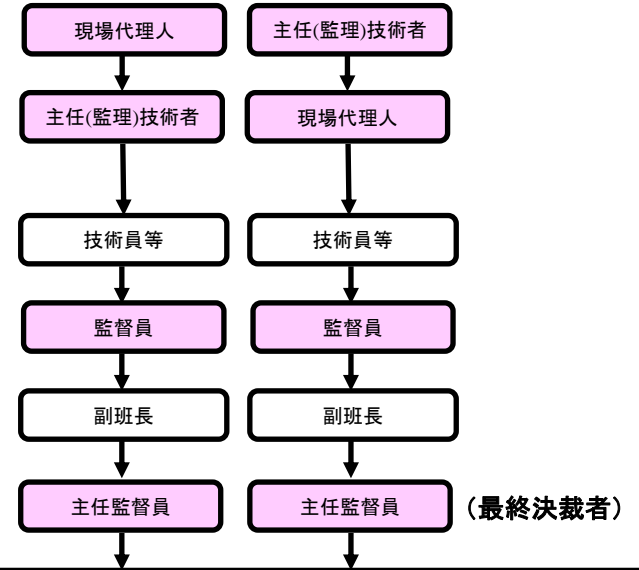 現場代理人
主任(監理)技術者
主任(監理)技術者
現場代理人
技術員等
技術員等
監督員
監督員
副班長
副班長
主任監督員
主任監督員
（最終決裁者）